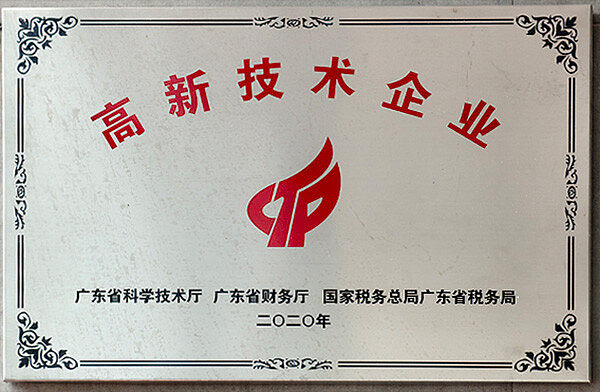 高新技术企业
CTP
广东省科学技术厅 广东省财务厅 国家税务总局广东省税务局
二〇二〇年